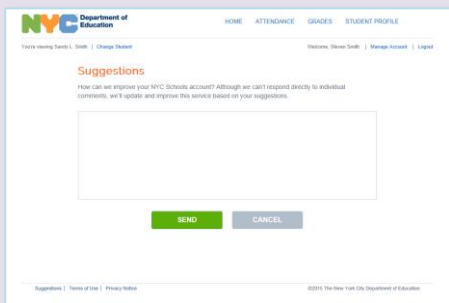 NYC Department of
Education
HOME ATTENDANCE GRADES STUDENT PROFILE
You're viewing Sandy L. Smith | Change Student
Welcome, Steven Smith | Manage Account | Logout
Suggestions
How can we improve your NYC Schools account? Although we can't respond directly to individual
comments, we'll update and improve this service based on your suggestions.
SEND CANCEL
Suggestions | Terms of Use | Privacy Notice
©2015 The New York City Department of Education